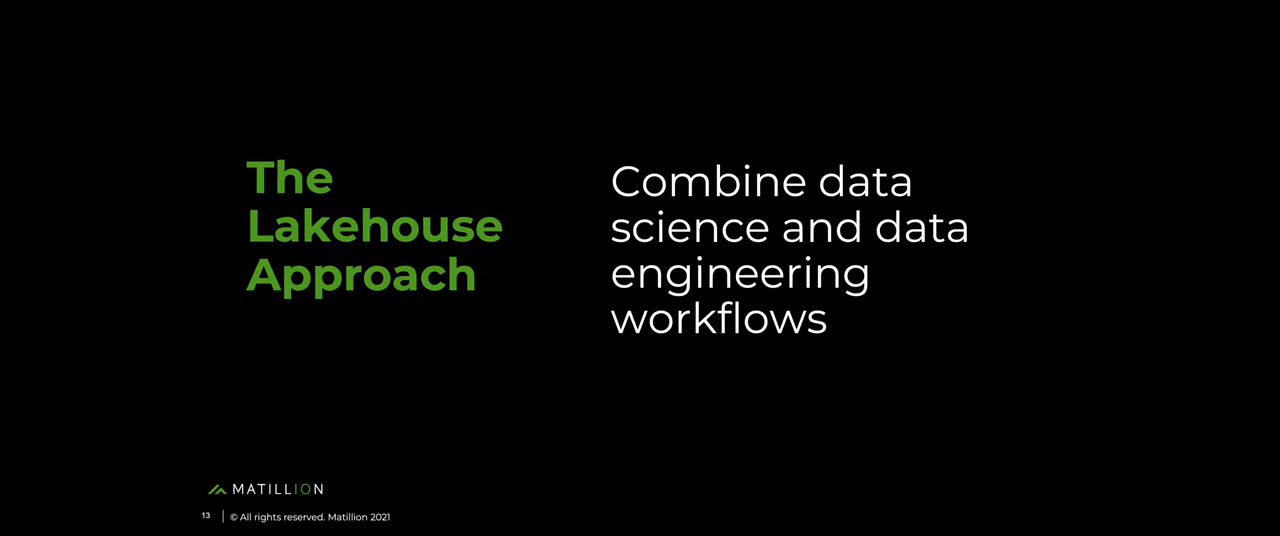 The
Lakehouse
Approach
Combine data
science and data
engineering
workflows
MATILLION
13
© All rights reserved. Matillion 2021